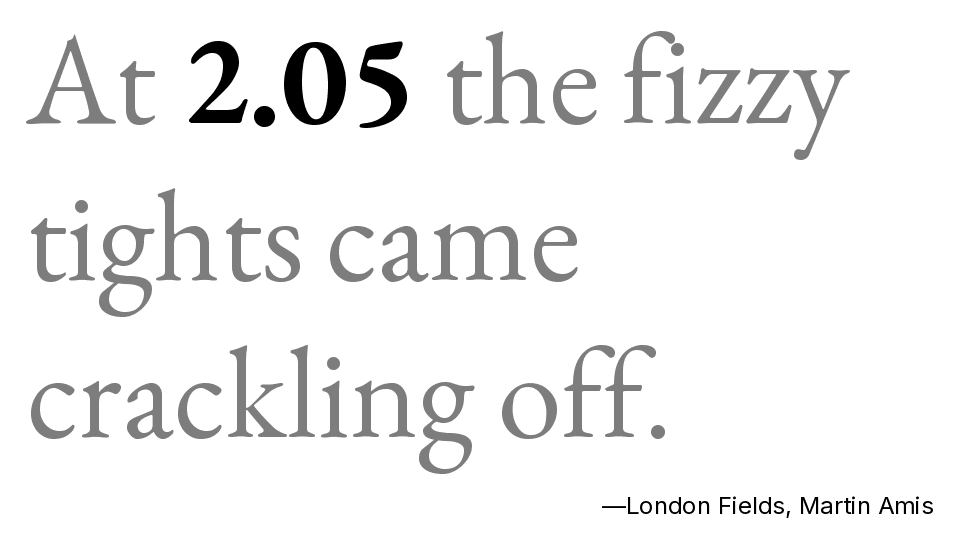 At 2.05 the fizzy
tights came
crackling off.
—London Fields, Martin Amis